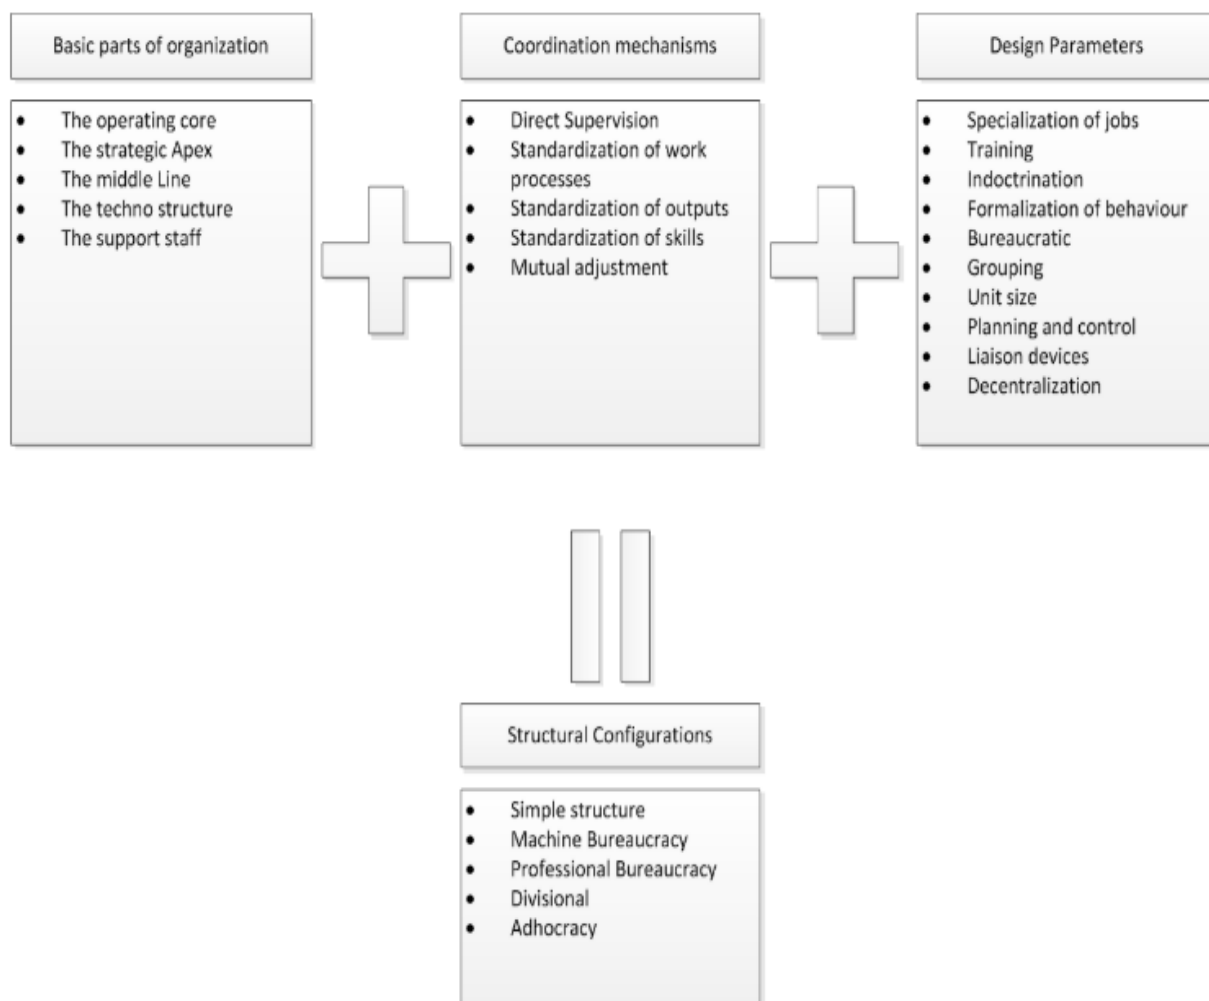 Basic parts of organization
The operating core
The strategic Apex
The middle Line
The techno structure
The support staff
Coordination mechanisms
Direct Supervision
Standardization of work
processes
Standardization of outputs
Standardization of skills
Mutual adjustment
Design Parameters
Specialization of jobs
Training
Indoctrination
Formalization of behaviour
Bureaucratic
Grouping
Unit size
Planning and control
Liaison devices
Decentralization
Structural Configurations
Simple structure
Machine Bureaucracy
Professional Bureaucracy
Divisional
Adhocracy